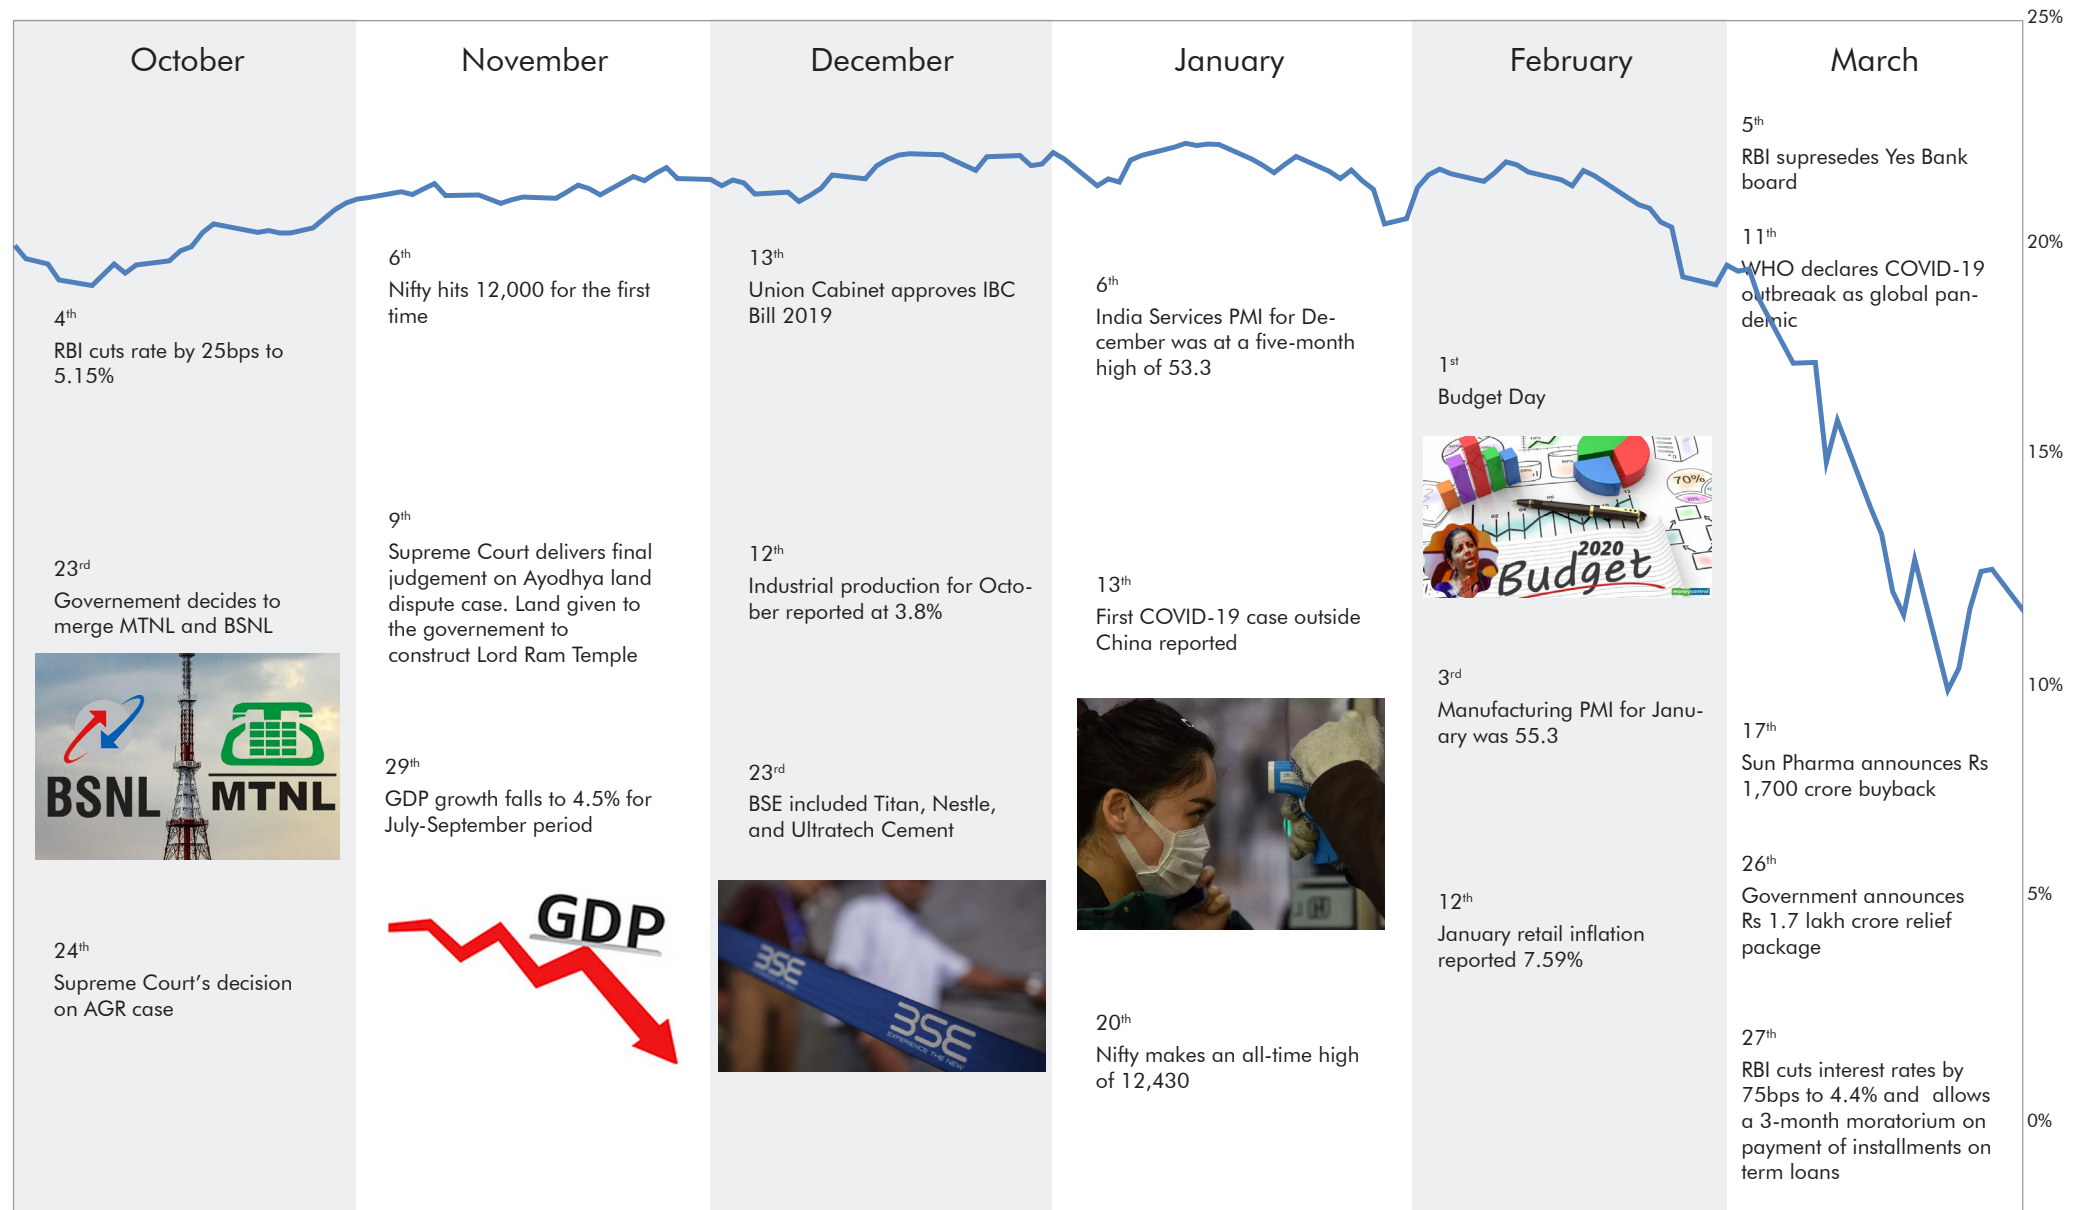 October
4th
RBI cuts rate by 25bps to
5.15%
23rd
Governement decides to
merge MTNL and BSNL
BSNL
MTNL
24th
Supreme Court's decision
on AGR case
November
6th
Nifty hits 12,000 for the first
time
9th
Supreme Court delivers final
judgement on Ayodhya land
dispute case. Land given to
the governement to
construct Lord Ram Temple
29th
GDP growth falls to 4.5% for
July-September period
GDP
December
13th
Union Cabinet approves IBC
Bill 2019
12th
Industrial production for Octo-
ber reported at 3.8%
23rd
BSE included Titan, Nestle,
and Ultratech Cement
BSE
BSE
EXPERIENCE THE NEW
January
6th
India Services PMI for De-
cember was at a five-month
high of 53.3
13th
First COVID-19 case outside
China reported
20th
Nifty makes an all-time high
of 12,430
February
1st
Budget Day
70%
2020
Budget
moneycontrol
3rd
Manufacturing PMI for Janu-
ary was 55.3
12th
January retail inflation
reported 7.59%
March
5th
RBI supresedes Yes Bank
board
11th
WHO declares COVID-19
outbreaak as global pan-
demic
17th
Sun Pharma announces Rs
1,700 crore buyback
26th
Government announces
Rs 1.7 lakh crore relief
package
27th
RBI cuts interest rates by
75bps to 4.4% and  allows
a 3-month moratorium on
payment of installments on
term loans
25%
20%
15%
10%
5%
0%